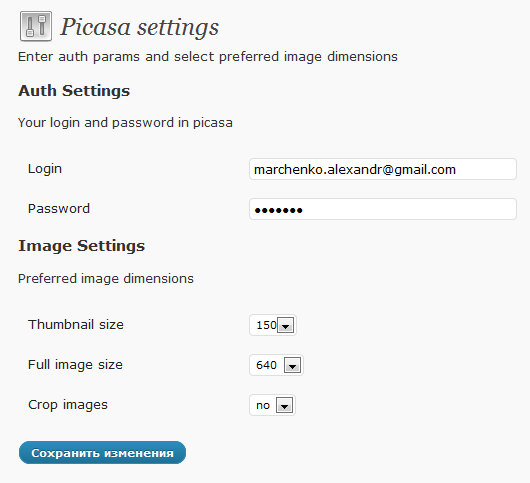 Picasa settings
Enter auth params and select preferred image dimensions
Auth Settings
Your login and password in picasa
Login marchenko.alexandr@gmail.com
Password •••••••
Image Settings
Preferred image dimensions
Thumbnail size 150
Full image size 640
Crop images no
Сохранить изменения